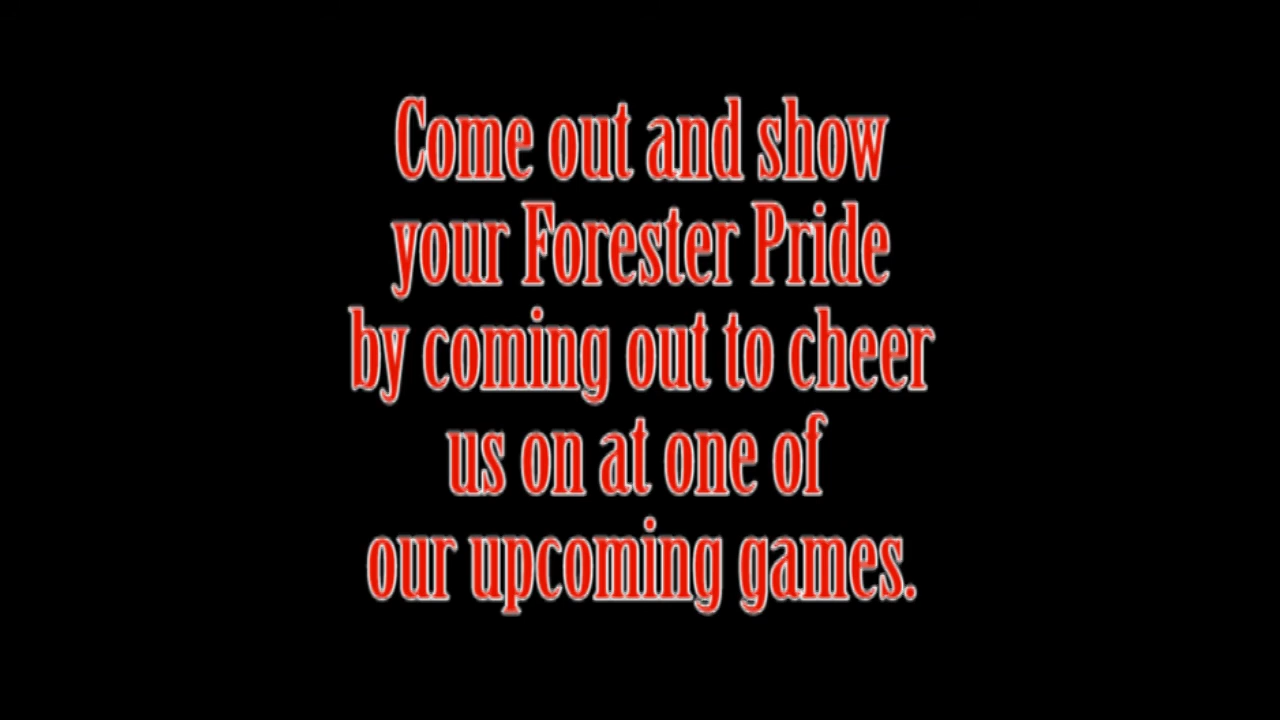 Come out and show
your Forester Pride
by coming out to cheer
us on at one of
our upcoming games.